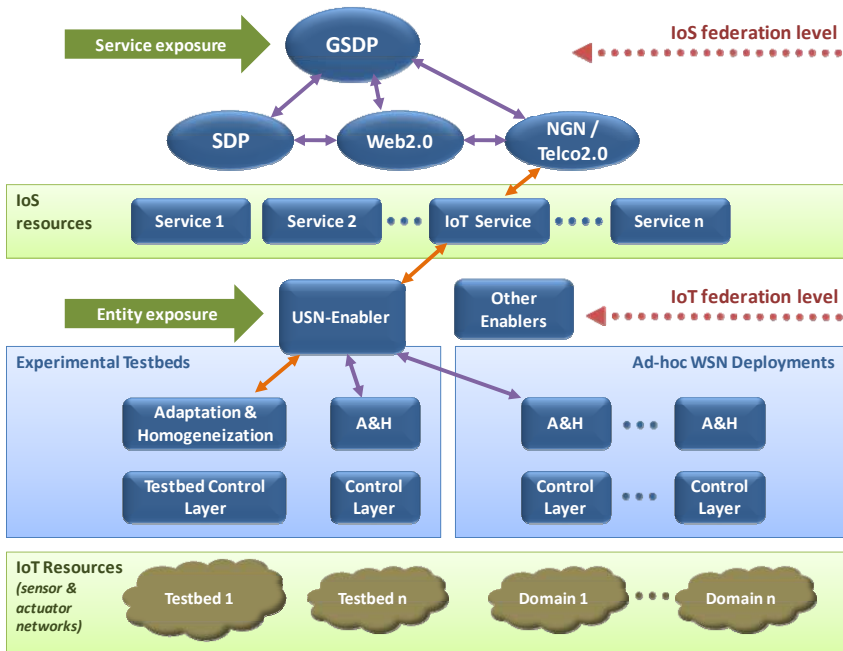 Service exposure
GSDP
IoS federation level
SDP
Web2.0
NGN /
Telco2.0
IoS
resources
Service 1
Service 2
IoT Service
Service n
Entity exposure
USN-Enabler
Other
Enablers
IoT federation level
Experimental Testbeds
Ad-hoc WSN Deployments
Adaptation &
Homogeneization
A&H
A&H
A&H
Testbed Control
Layer
Control
Layer
Control
Layer
Control
Layer
IoT Resources
(sensor &
actuator
networks)
Testbed 1
Testbed n
Domain 1
Domain n